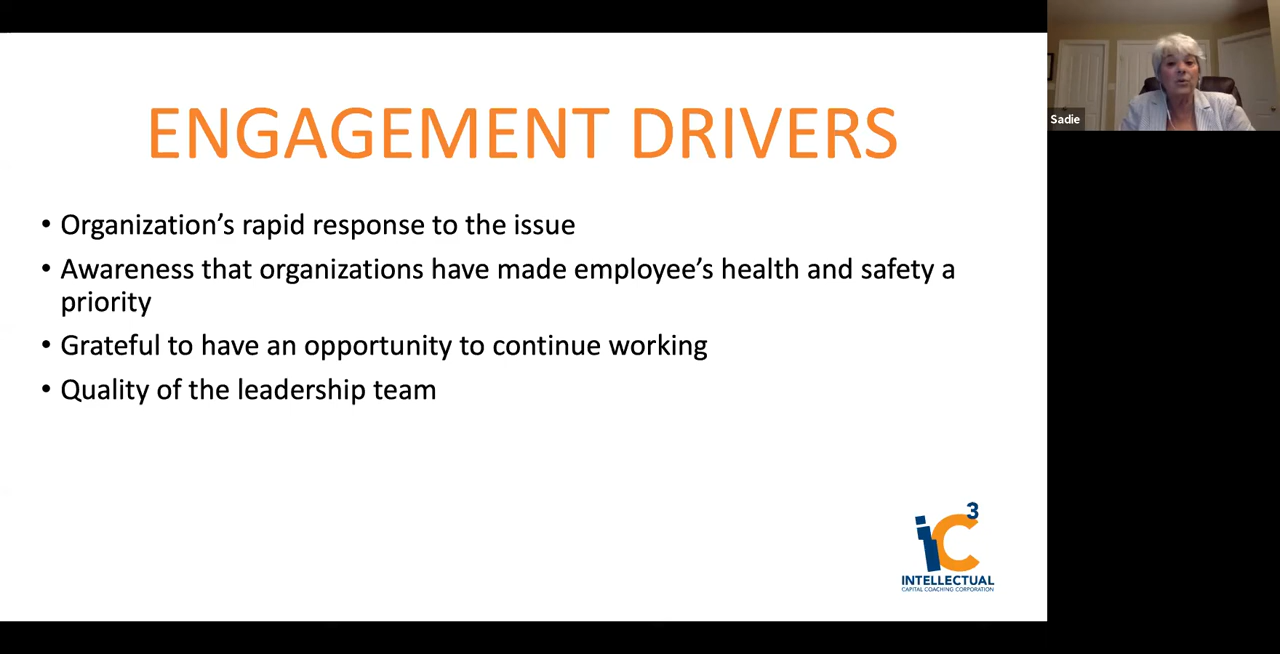 ENGAGEMENT DRIVERS
• Organization’s rapid response to the issue
• Awareness that organizations have made employee’s health and safety a
priority
• Grateful to have an opportunity to continue working
• Quality of the leadership team
Sadie
iC3
INTELLECTUAL
CAPITAL COACHING CORPORATION